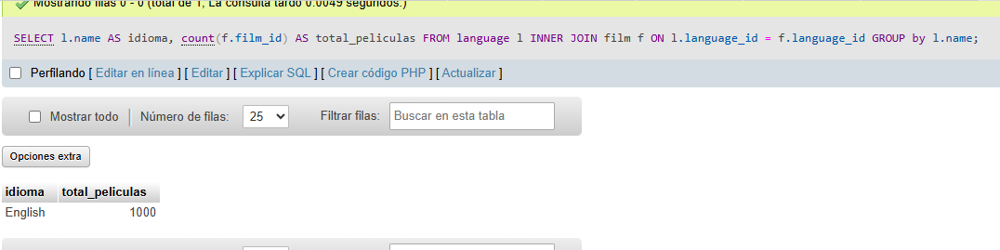 Mostrando filas 0 - 0 (total de 1, La consulta tardó 0.0049 segundos.)
SELECT l.name AS idioma, count(f.film_id) AS total_peliculas FROM language l INNER JOIN film f ON l.language_id = f.language_id GROUP by l.name;
Perfilando [ Editar en línea ] [ Editar ] [ Explicar SQL ] [ Crear código PHP ] [ Actualizar ]
Mostrar todo Número de filas: 25 Filtrar filas: Buscar en esta tabla
Opciones extra
idioma total_peliculas
English 1000